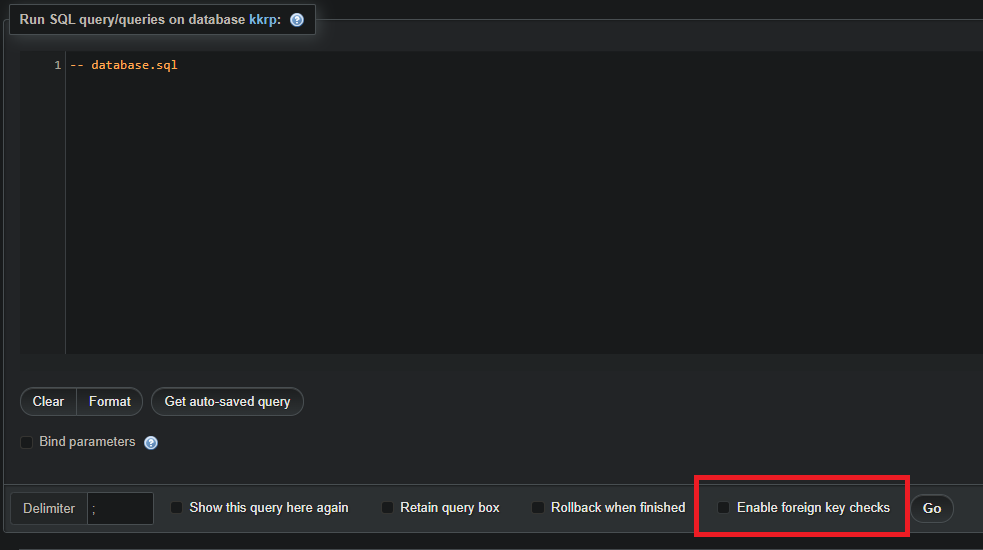 Run SQL query/queries on database kkrp:
1 -- database.sql
Clear Format Get auto-saved query
Bind parameters
Delimiter ; Show this query here again Retain query box Rollback when finished Enable foreign key checks Go